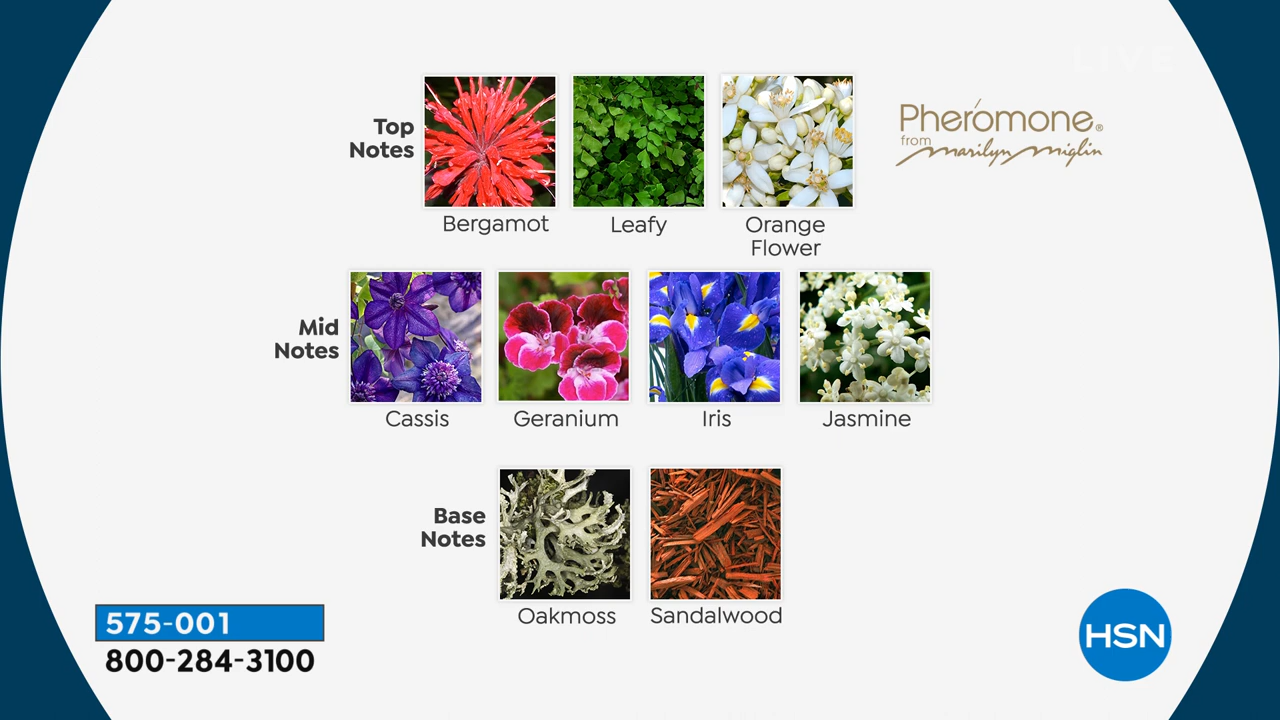 LIVE
Top
Notes
Bergamot
Leafy
Orange
Flower
Pheromone®
from marilyn miglin
Mid
Notes
Cassis
Geranium
Iris
Jasmine
Base
Notes
Oakmoss
Sandalwood
575-001
800-284-3100
HSN